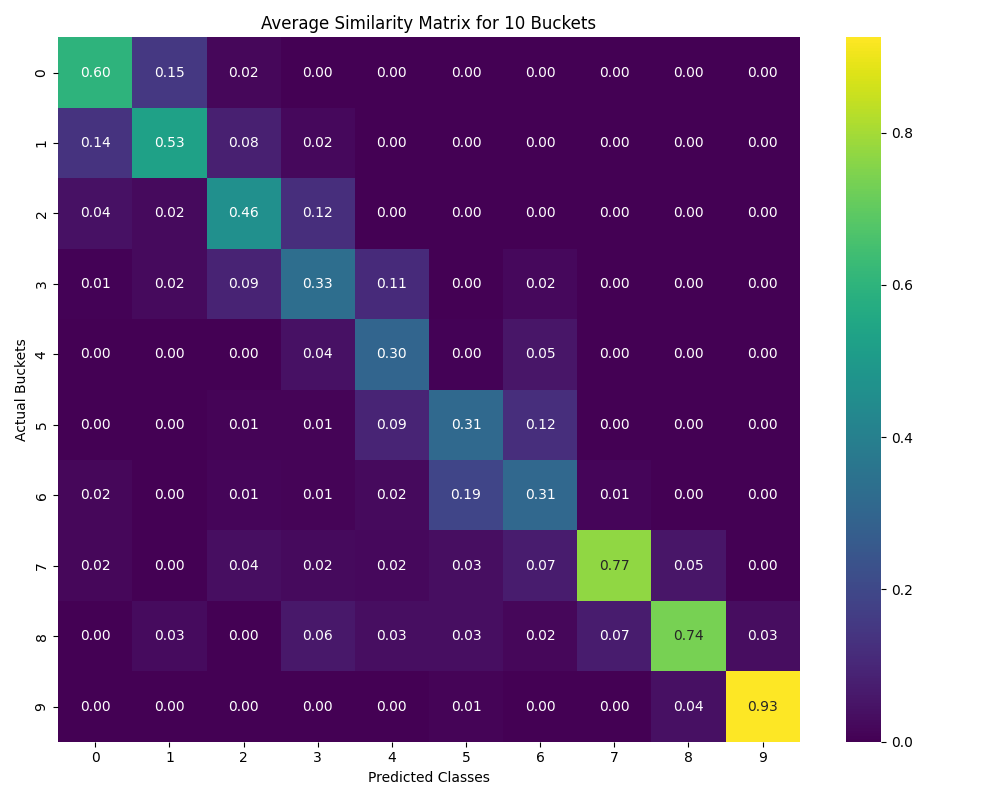 Average Similarity Matrix for 10 Buckets
0 0.60 0.15 0.02 0.00 0.00 0.00 0.00 0.00 0.00 0.00
1 0.14 0.53 0.08 0.02 0.00 0.00 0.00 0.00 0.00 0.00
2 0.04 0.02 0.46 0.12 0.00 0.00 0.00 0.00 0.00 0.00
3 0.01 0.02 0.09 0.33 0.11 0.00 0.02 0.00 0.00 0.00
4 0.00 0.00 0.00 0.04 0.30 0.00 0.05 0.00 0.00 0.00
5 0.00 0.00 0.01 0.01 0.09 0.31 0.12 0.00 0.00 0.00
6 0.02 0.00 0.01 0.01 0.02 0.19 0.31 0.01 0.00 0.00
7 0.02 0.00 0.04 0.02 0.02 0.03 0.07 0.77 0.05 0.00
8 0.00 0.03 0.00 0.06 0.03 0.03 0.02 0.07 0.74 0.03
9 0.00 0.00 0.00 0.00 0.00 0.01 0.00 0.00 0.04 0.93
0 1 2 3 4 5 6 7 8 9
Predicted Classes
Actual Buckets
0.8
0.6
0.4
0.2
0.0